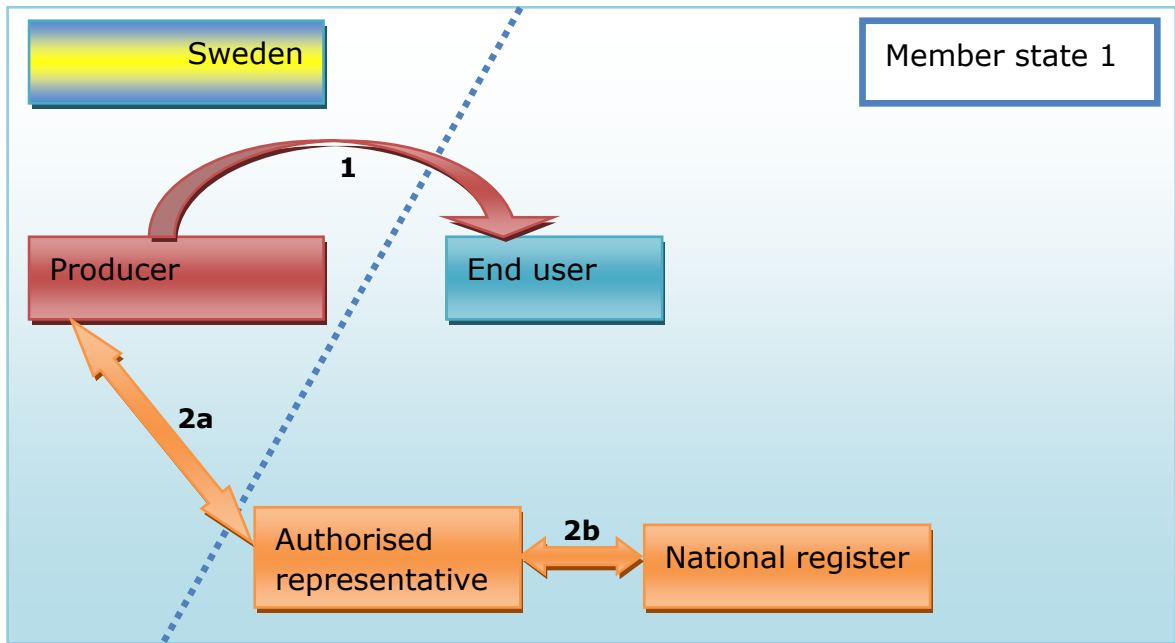 Sweden
Member state 1
1
Producer
End user
2a
Authorised
representative
2b
National register